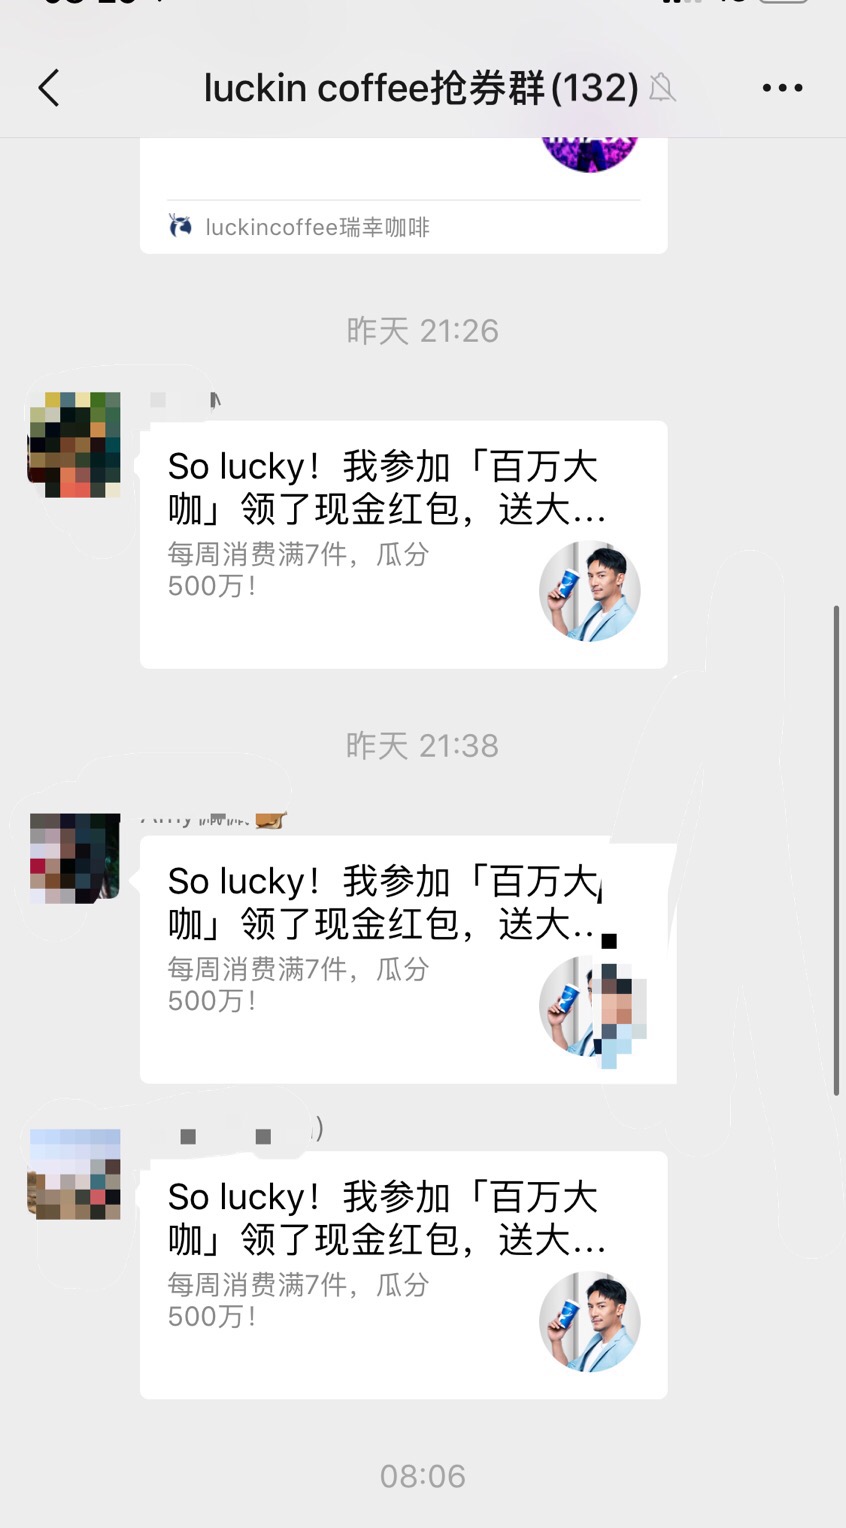 luckin coffee抢券群(132)
luckincoffee瑞幸咖啡
昨天 21:26
So lucky！我参加「百万大
咖」领了现金红包，送大...
每周消费满7件，瓜分
500万！
昨天 21:38
So lucky！我参加「百万大
咖」领了现金红包，送大..
每周消费满7件，瓜分
500万！
)
So lucky！我参加「百万大
咖」领了现金红包，送大...
每周消费满7件，瓜分
500万！
08:06